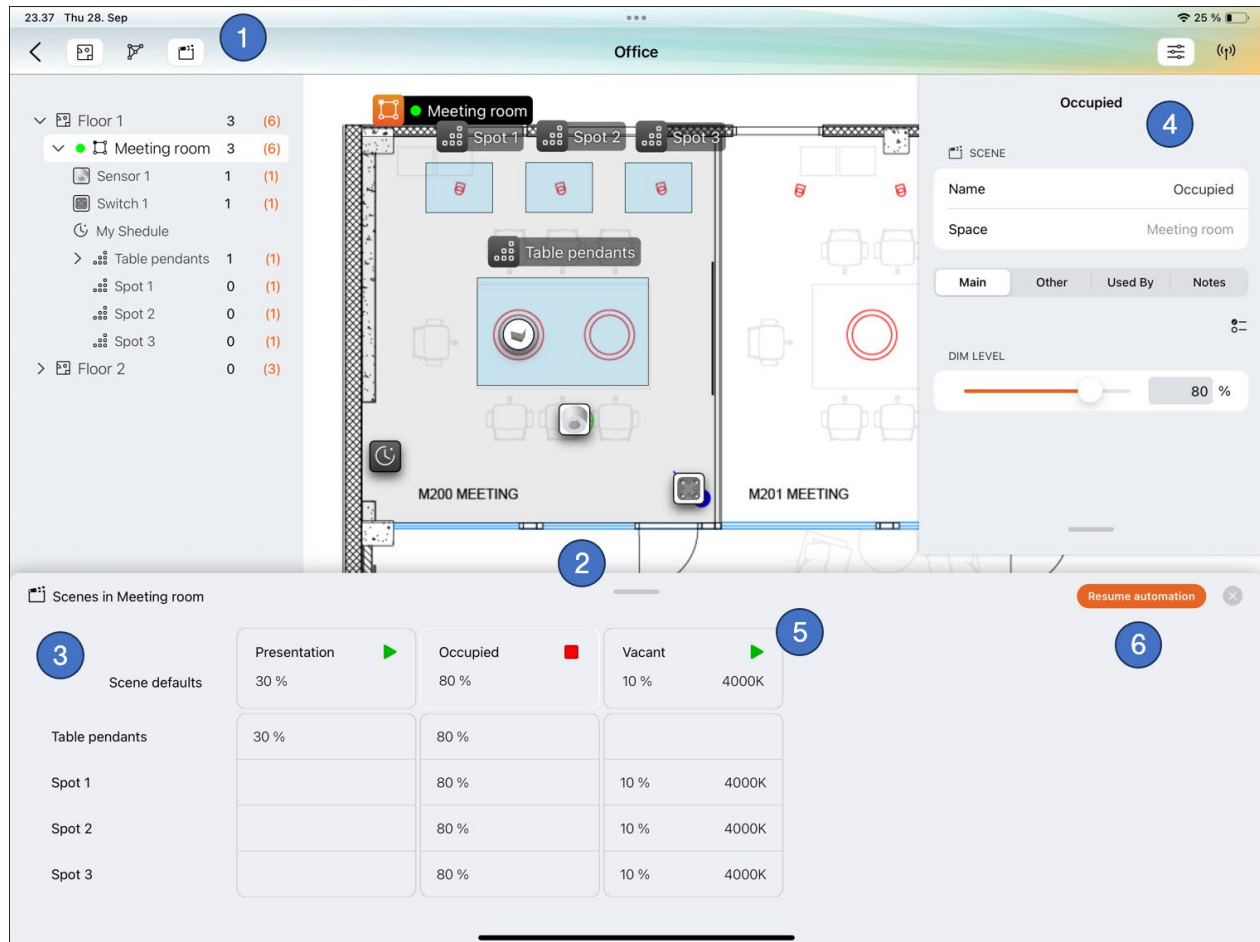 23.37 Thu 28. Sep
25 %
1
Office
Floor 1 3 (6)
Meeting room 3 (6)
Sensor 1 1 (1)
Switch 1 1 (1)
My Shedule
Table pendants 1 (1)
Spot 1 0 (1)
Spot 2 0 (1)
Spot 3 0 (1)
Floor 2 0 (3)
Meeting room
Spot 1 Spot 2 Spot 3
Table pendants
M200 MEETING M201 MEETING
Occupied
4
SCENE
Name Occupied
Space Meeting room
Main Other Used By Notes
DIM LEVEL
80 %
2
Scenes in Meeting room
Resume automation
3
5
6
Presentation Occupied Vacant
Scene defaults 30 % 80 % 10 % 4000K
Table pendants 30 % 80 %
Spot 1 80 % 10 % 4000K
Spot 2 80 % 10 % 4000K
Spot 3 80 % 10 % 4000K